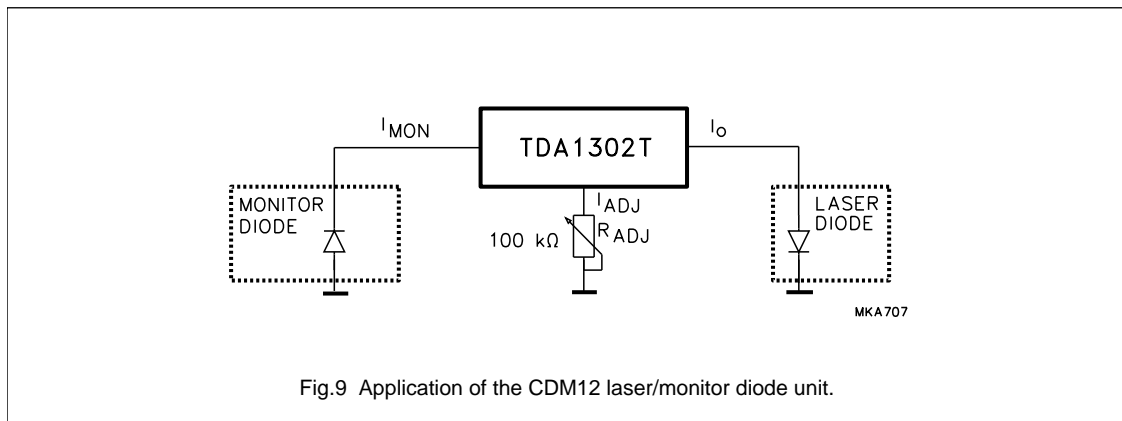 I MON
TDA1302T
I o
MONITOR
DIODE
I ADJ
100 kΩ
R ADJ
LASER
DIODE
MKA707
Fig.9 Application of the CDM12 laser/monitor diode unit.